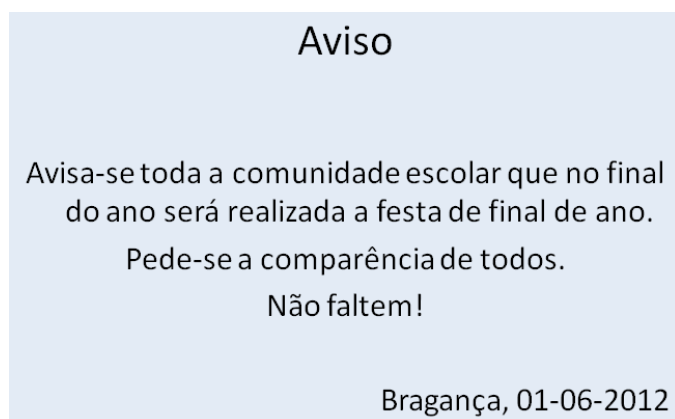 Aviso
Avisa-se toda a comunidade escolar que no final
do ano será realizada a festa de final de ano.
Pede-se a comparência de todos.
Não faltem!
Bragança, 01-06-2012